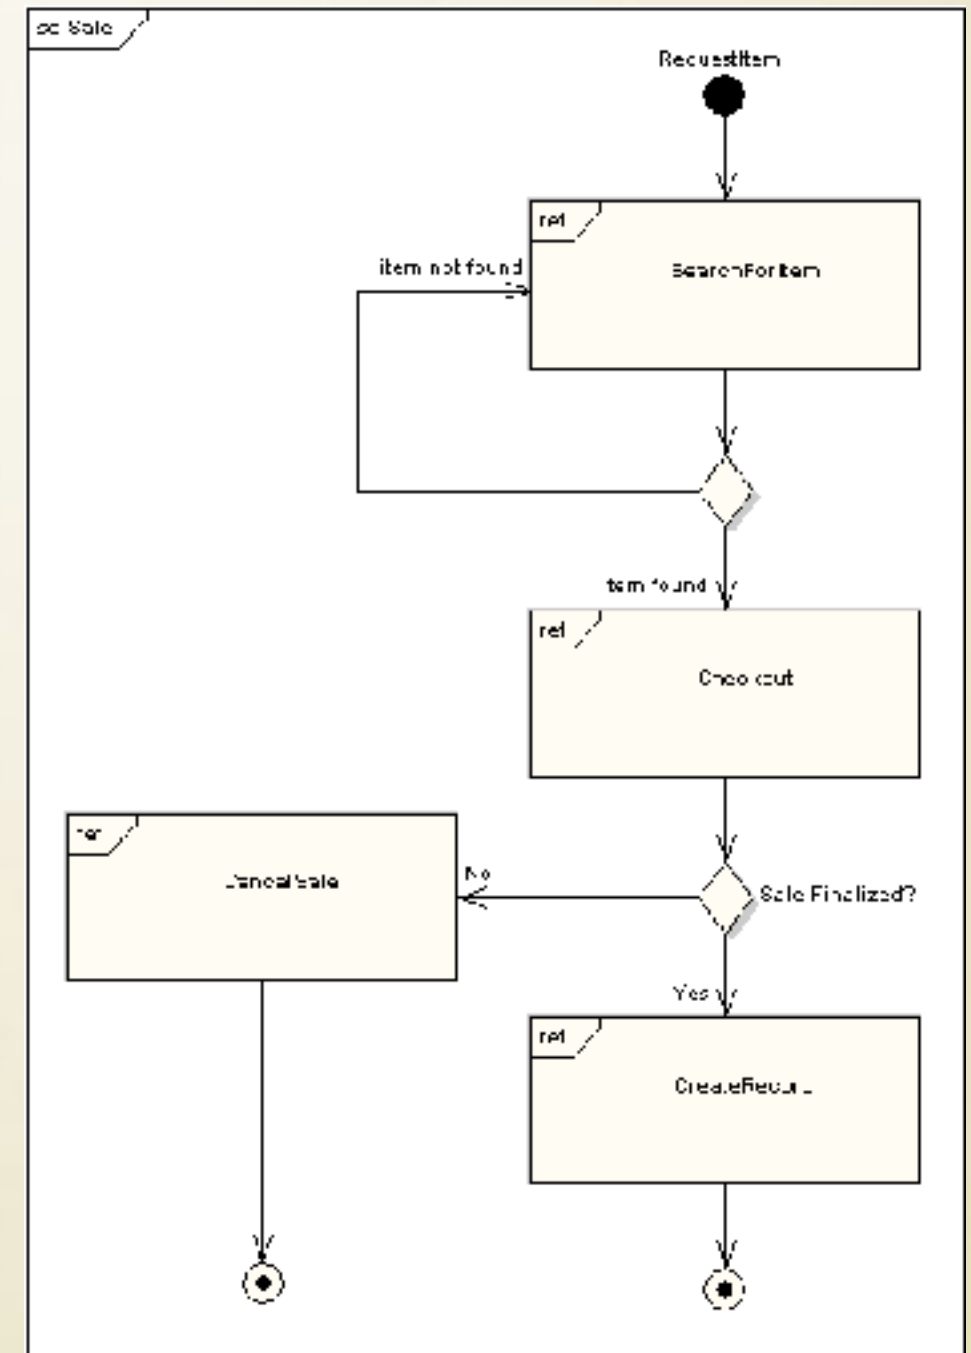 sd Sale
RequestItem
ref
SearchForItem
item not found
item found
ref
Checkout
ref
CancelSale
No
Sale Finalized?
Yes
ref
CreateRecord